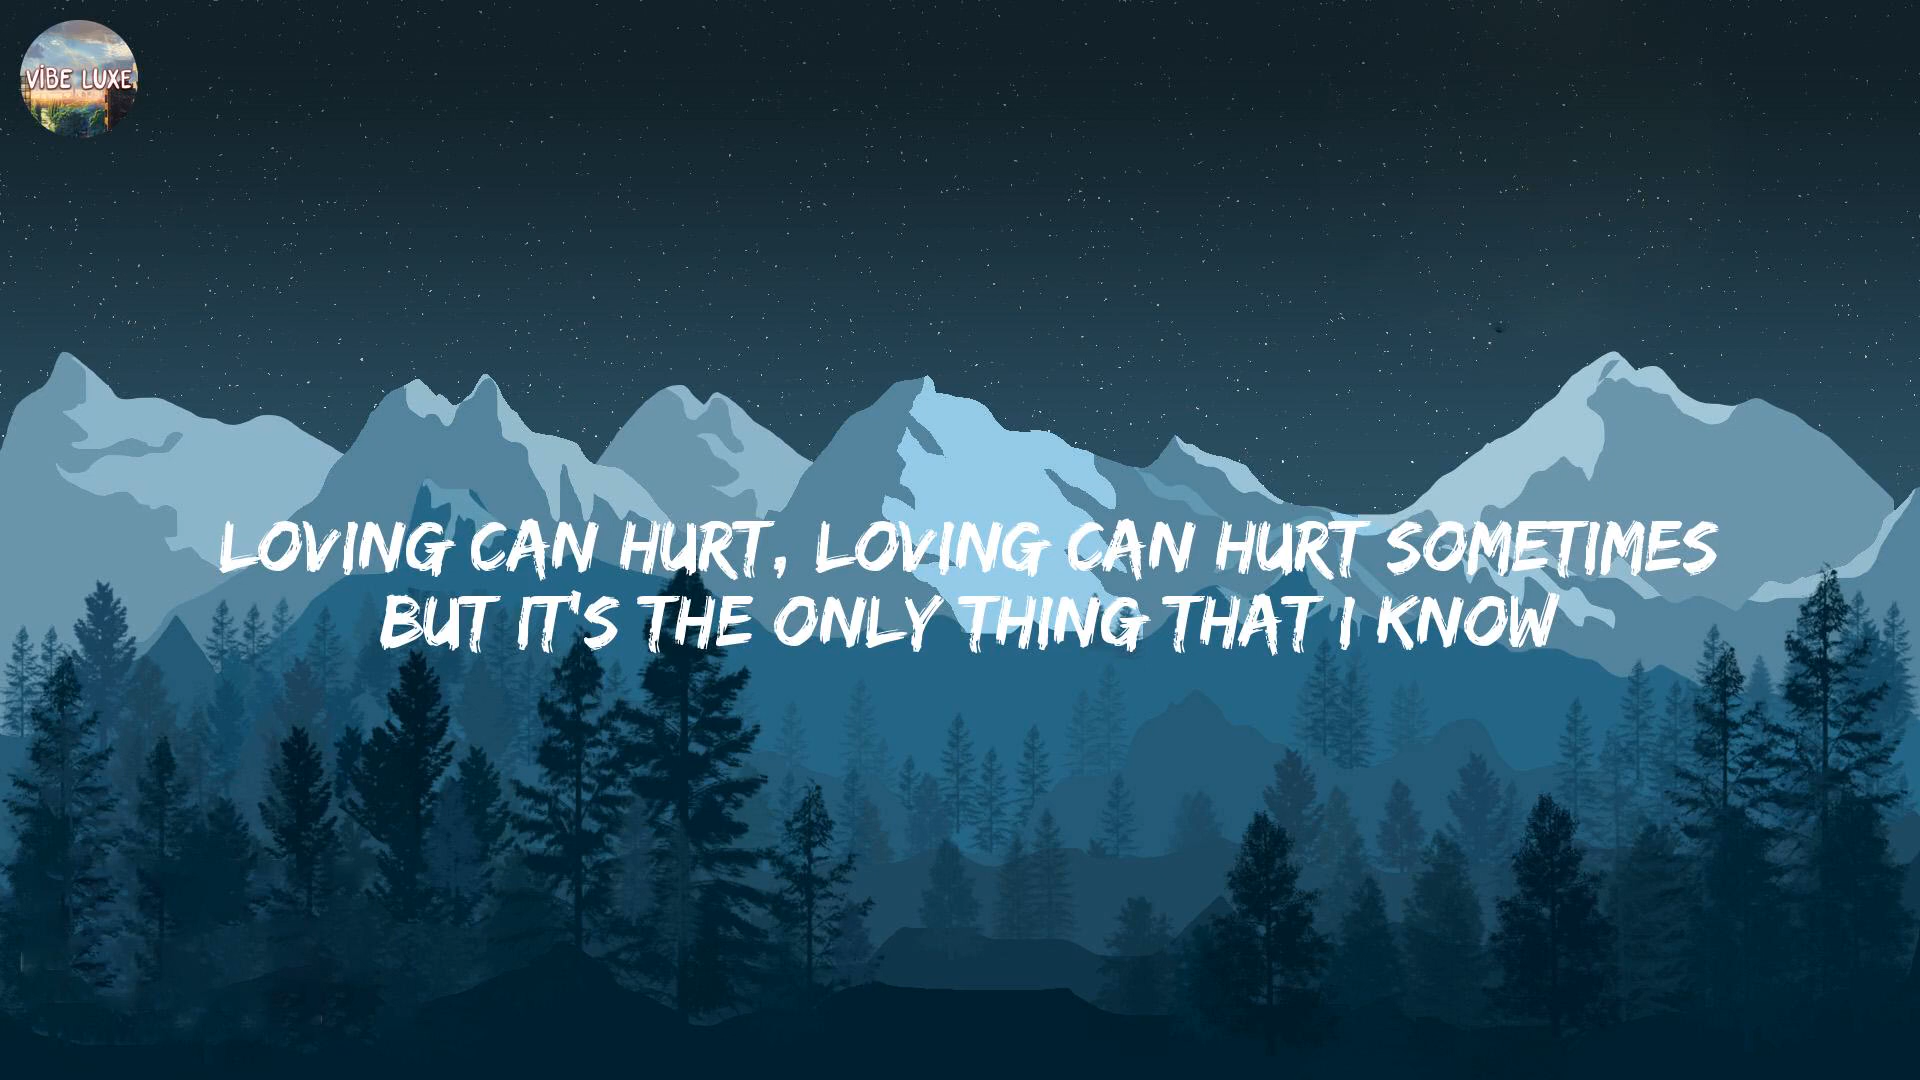 VIBE LUXE
LOVING CAN HURT, LOVING CAN HURT SOMETIMES
BUT IT'S THE ONLY THING THAT I KNOW